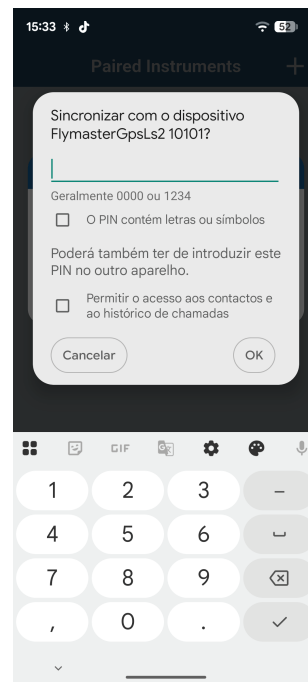 15:33
52
Paired Instruments +
Sincronizar com o dispositivo
FlymasterGpsLs2 10101?
Geralmente 0000 ou 1234
O PIN contém letras ou símbolos
Poderá também ter de introduzir este
PIN no outro aparelho.
Permitir o acesso aos contactos e
ao histórico de chamadas
Cancelar
OK
GIF
1 2 3 –
4 5 6
7 8 9
, 0 .